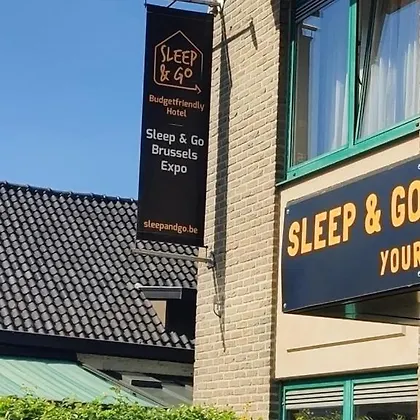 SLEEP
& GO
Budgetfriendly
Hotel
Sleep & Go
Brussels
Expo
sleepandgo.be
SLEEP & GO
YOUR